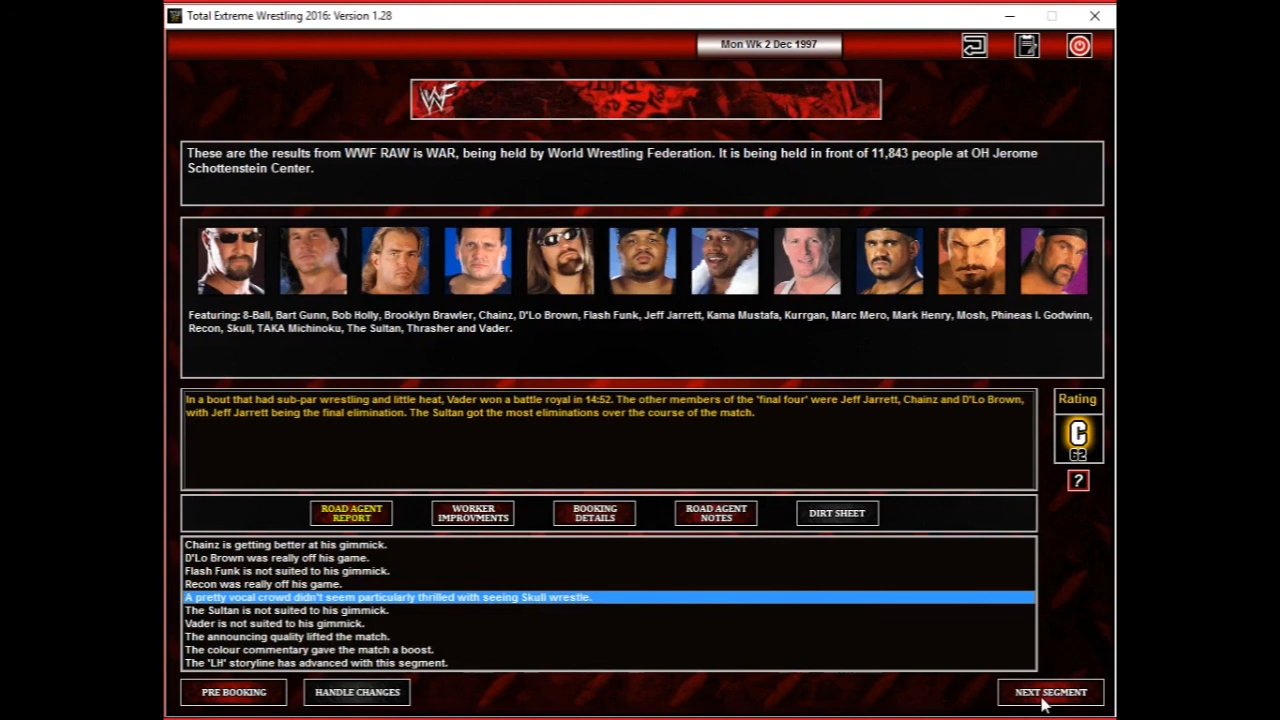 Total Extreme Wrestling 2016: Version 1.28
Mon Wk 2 Dec 1997
These are the results from WWF RAW is WAR, being held by World Wrestling Federation. It is being held in front of 11,843 people at OH Jerome
Schottenstein Center.
Featuring: 8-Ball, Bart Gunn, Bob Holly, Brooklyn Brawler, Chainz, D'Lo Brown, Flash Funk, Jeff Jarrett, Kama Mustafa, Kurrgan, Marc Mero, Mark Henry, Mosh, Phineas I. Godwinn,
Recon, Skull, TAKA Michinoku, The Sultan, Thrasher and Vader.
In a bout that had sub-par wrestling and little heat, Vader won a battle royal in 14:52. The other members of the 'final four' were Jeff Jarrett, Chainz and D'Lo Brown,
with Jeff Jarrett being the final elimination. The Sultan got the most eliminations over the course of the match.
Rating
C
62
?
ROAD AGENT
REPORT
WORKER
IMPROVMENTS
BOOKING
DETAILS
ROAD AGENT
NOTES
DIRT SHEET
Chainz is getting better at his gimmick.
D'Lo Brown was really off his game.
Flash Funk is not suited to his gimmick.
Recon was really off his game.
A pretty vocal crowd didn't seem particularly thrilled with seeing Skull wrestle.
The Sultan is not suited to his gimmick.
Vader is not suited to his gimmick.
The announcing quality lifted the match.
The colour commentary gave the match a boost.
The 'LH' storyline has advanced with this segment.
PRE BOOKING
HANDLE CHANGES
NEXT SEGMENT